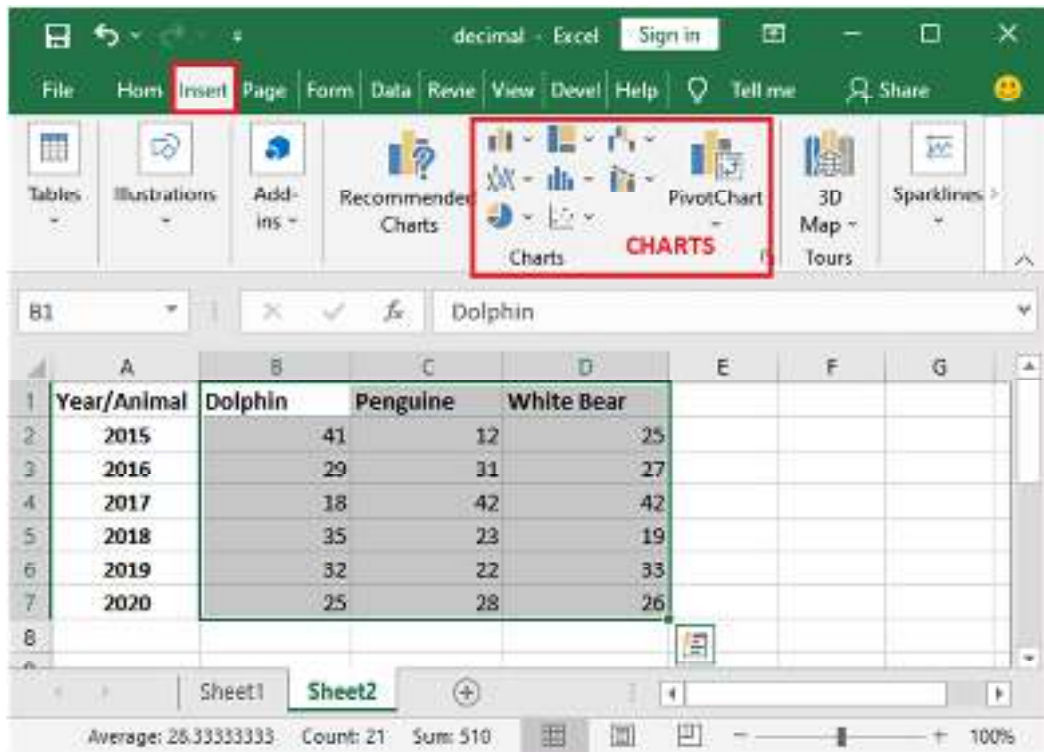 decimal - Excel Sign in
File Hom Insert Page Form Data Revie View Devel Help Tell me Share
Tables Illustrations Add-ins Recommended Charts PivotChart 3D Map Sparklines
Charts CHARTS Tours
B1 fx Dolphin
A B C D E F G
1 Year/Animal Dolphin Penguine White Bear
2 2015 41 12 25
3 2016 29 31 27
4 2017 18 42 42
5 2018 35 23 19
6 2019 32 22 33
7 2020 25 28 26
8
Sheet1 Sheet2
Average: 28.33333333 Count: 21 Sum: 510 100%